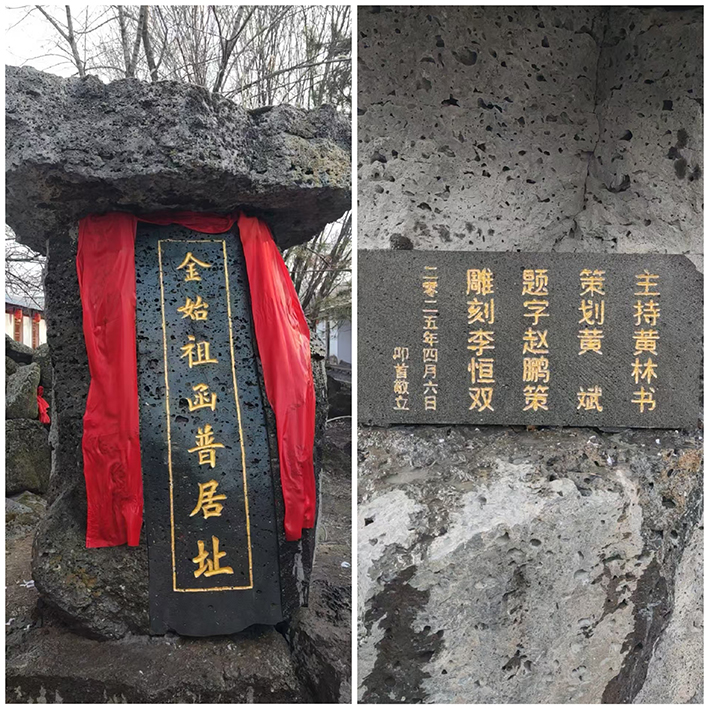 金始祖函普居址
主持黄林书
策划黄 斌
题字赵鹏策
雕刻李恒双
二零二五年四月六日
叩首敬立